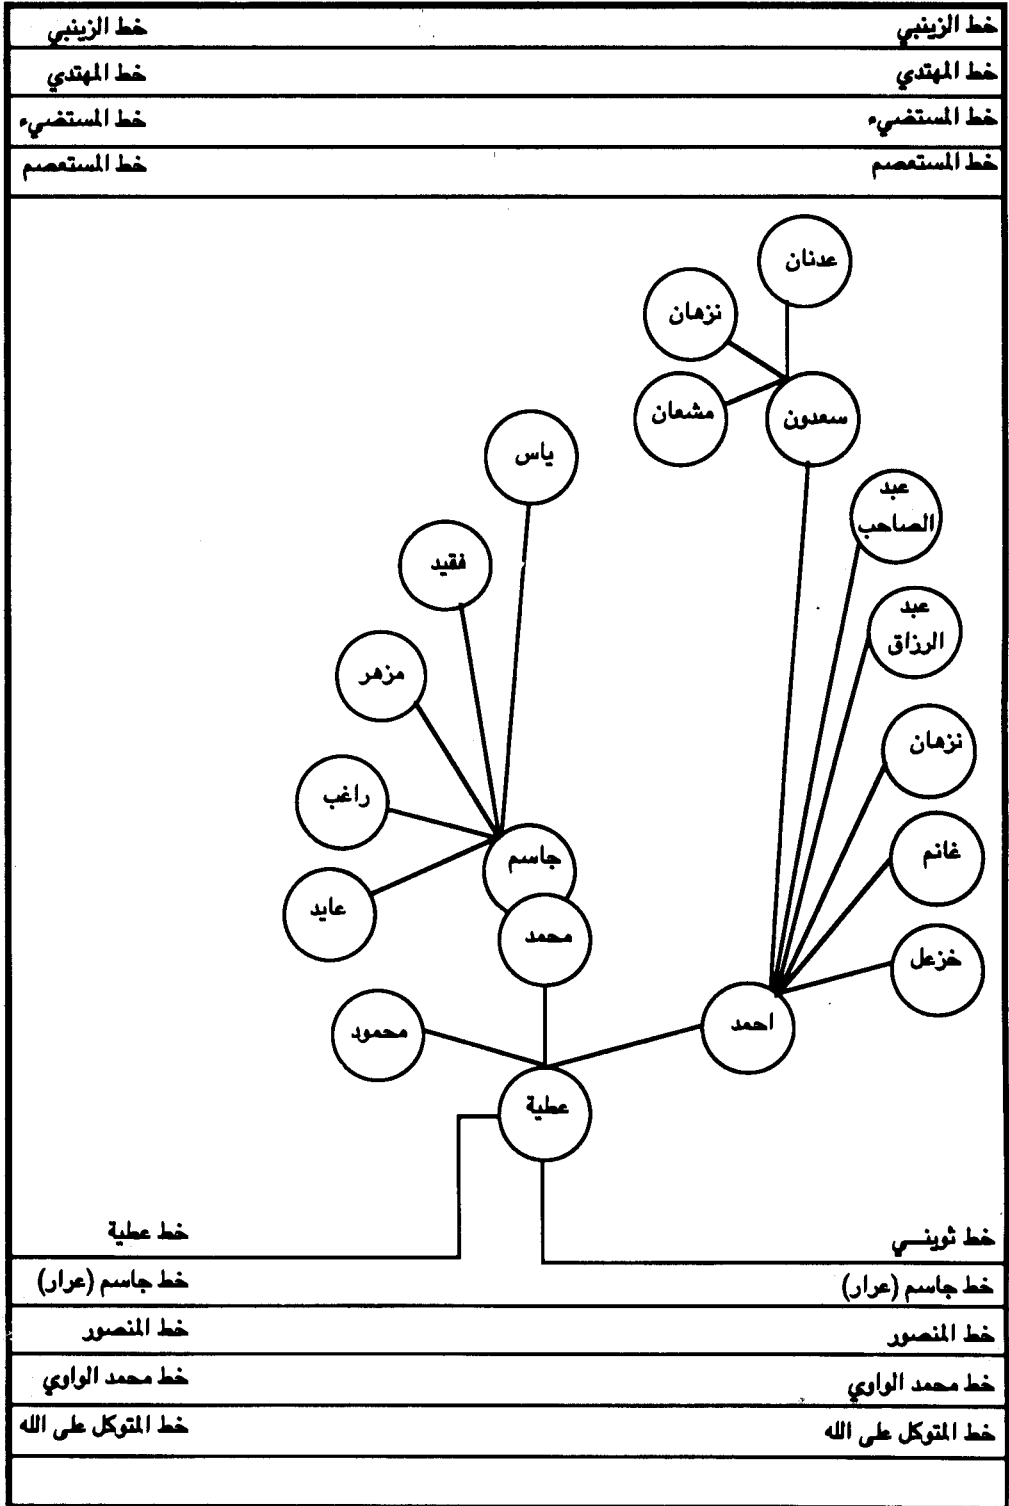 خط الزينبي خط الزينبي
خط المهتدي خط المهتدي
خط المستضيء خط المستضيء
خط المستعصم خط المستعصم
عدنان
نزهان
مشعان
سعدون
ياس
عبد
الصاحب
فقيد
عبد
الرزاق
مزهر
نزهان
راغب
جاسم
غانم
عايد
محمد
خزعل
محمود
احمد
عطية
خط ثوينـــي خط عطية
خط جاسم (عرار) خط جاسم (عرار)
خط المنصور خط المنصور
خط محمد الواوي خط محمد الواوي
خط المتوكل على الله خط المتوكل على الله